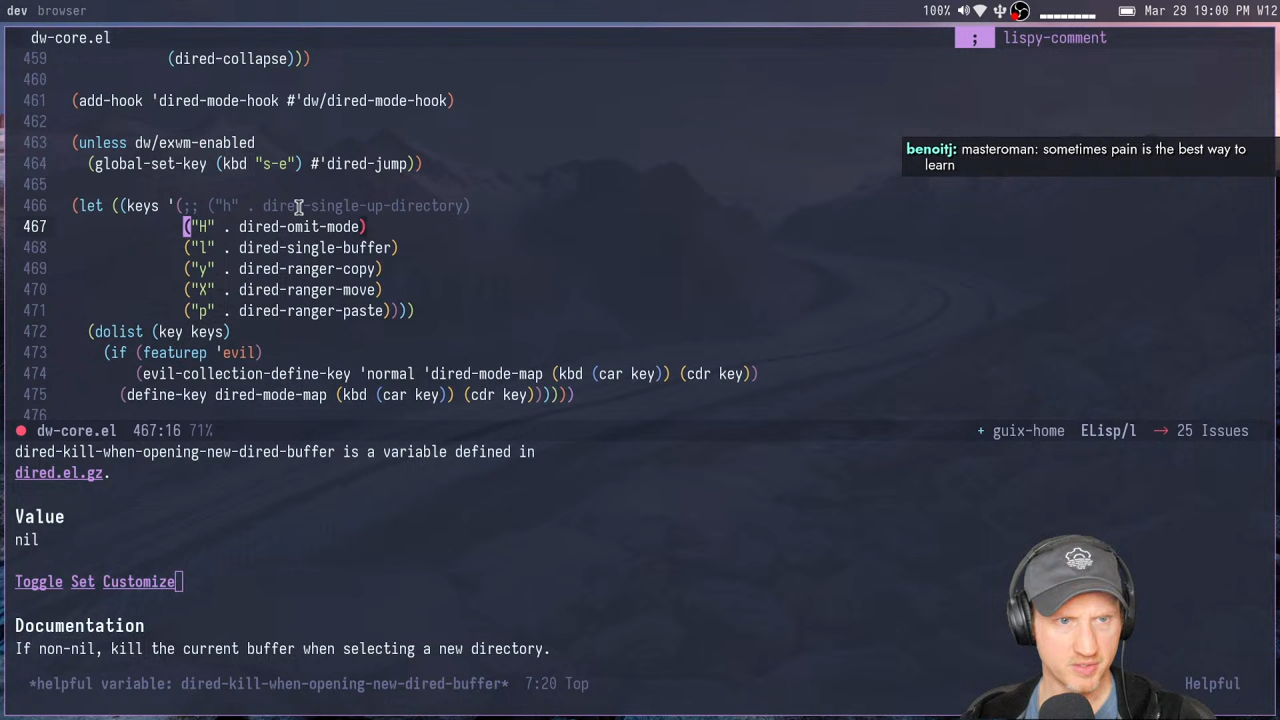 dev browser
100% Mar 29 19:00 PM W12
dw-core.el
; lispy-comment
459 (dired-collapse)))
460
461 (add-hook 'dired-mode-hook #'dw/dired-mode-hook)
462
463 (unless dw/exwm-enabled
benoitj: masteroman: sometimes pain is the best way to
learn
464 (global-set-key (kbd "s-e") #'dired-jump))
465
466 (let ((keys '(;; ("h" . dired-single-up-directory)
467 ("H" . dired-omit-mode)
468 ("l" . dired-single-buffer)
469 ("y" . dired-ranger-copy)
470 ("X" . dired-ranger-move)
471 ("p" . dired-ranger-paste))))
472 (dolist (key keys)
473 (if (featurep 'evil)
474 (evil-collection-define-key 'normal 'dired-mode-map (kbd (car key)) (cdr key))
475 (define-key dired-mode-map (kbd (car key)) (cdr key))))))
476
dw-core.el 467:16 71% + guix-home ELisp/l → 25 Issues
dired-kill-when-opening-new-dired-buffer is a variable defined in
dired.el.gz.
Value
nil
Toggle Set Customize
Documentation
If non-nil, kill the current buffer when selecting a new directory.
*helpful variable: dired-kill-when-opening-new-dired-buffer* 7:20 Top Helpful